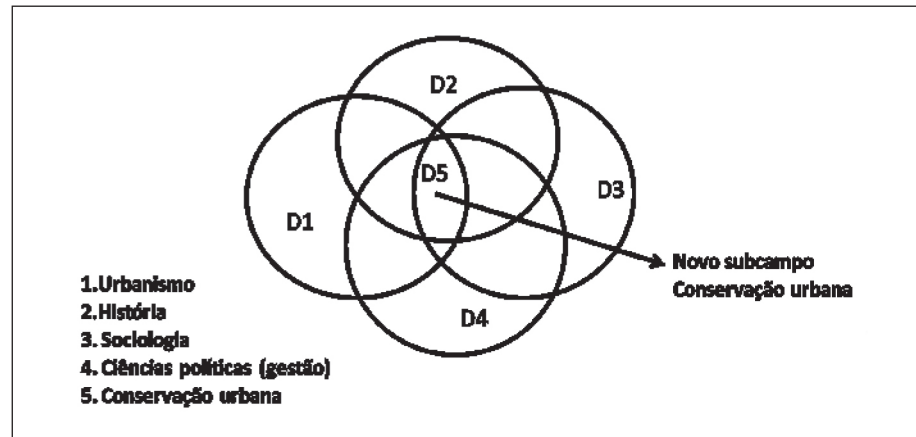 D2
D5
D3
D1
Novo subcampo
Conservação urbana
1.Urbanismo
2.História
3. Sociologia
D4
4. Ciências políticas (gestão)
5. Conservação urbana